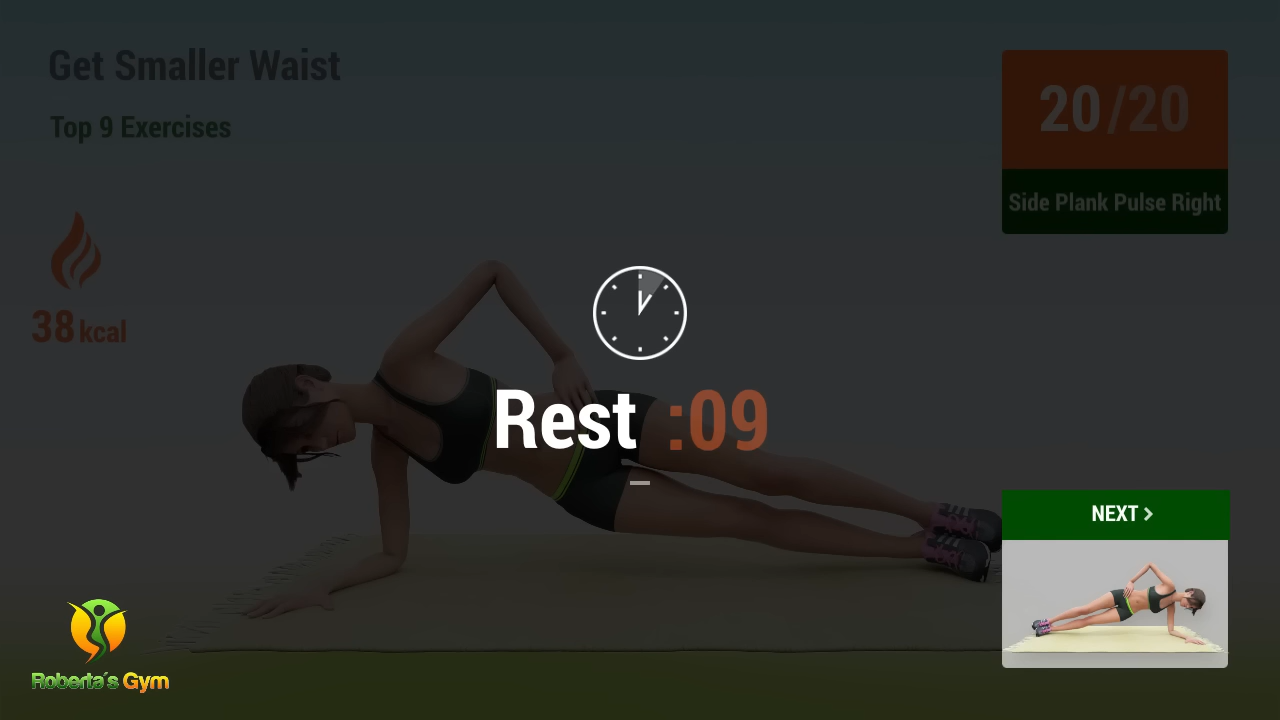 Get Smaller Waist
Top 9 Exercises
20/20
Side Plank Pulse Right
38 kcal
Rest :09
NEXT >
Roberta's Gym